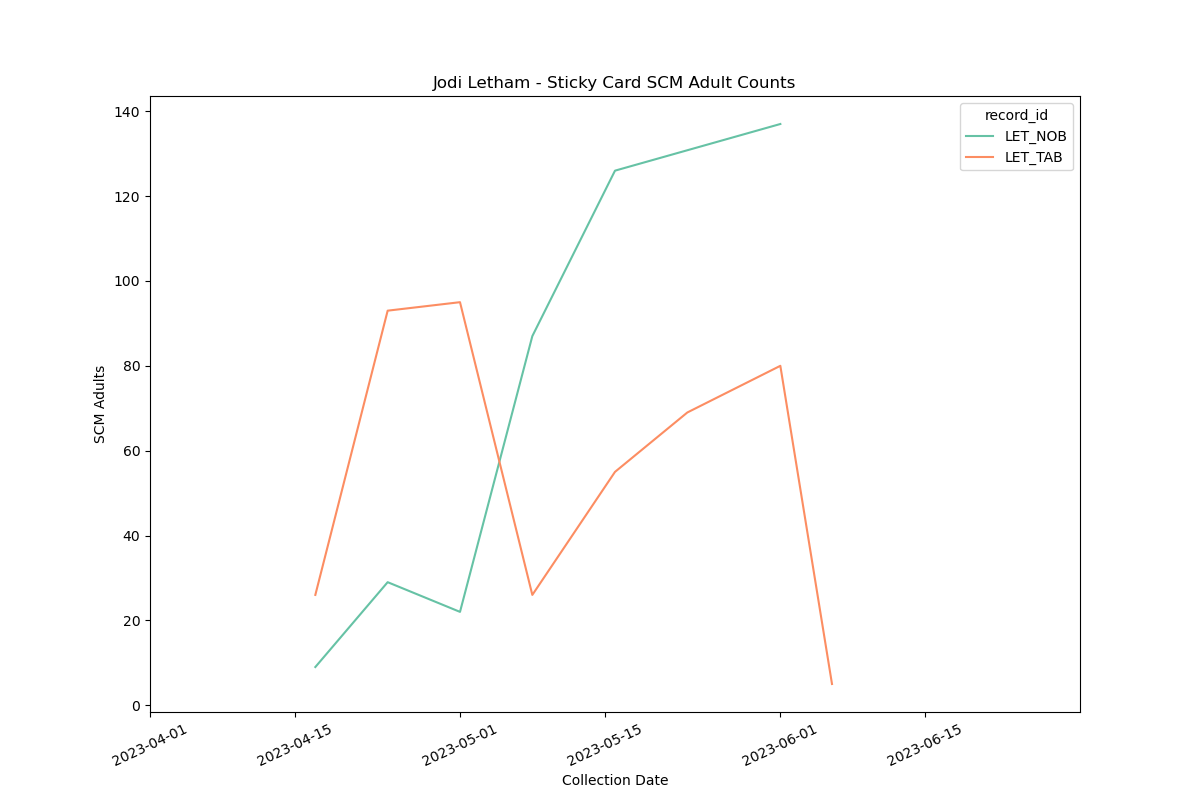 Jodi Letham - Sticky Card SCM Adult Counts
record_id
LET_NOB
LET_TAB
140
120
100
80
60
40
20
0
SCM Adults
2023-04-01
2023-04-15
2023-05-01
2023-05-15
2023-06-01
2023-06-15
Collection Date